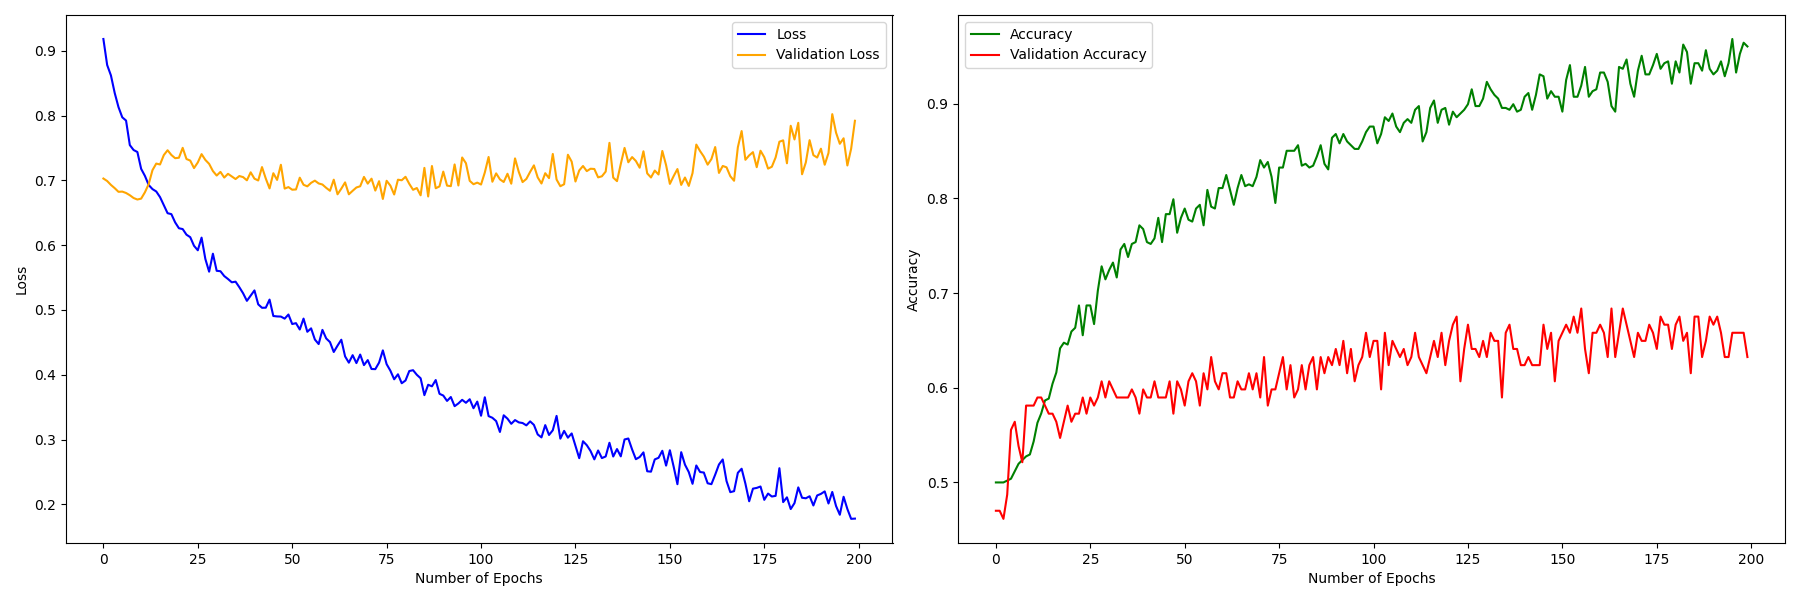 Loss
Validation Loss
0.9
0.8
0.7
0.6
0.5
0.4
0.3
0.2
Loss
0 25 50 75 100 125 150 175 200
Number of Epochs
Accuracy
Validation Accuracy
0.9
0.8
0.7
0.6
0.5
Accuracy
0 25 50 75 100 125 150 175 200
Number of Epochs